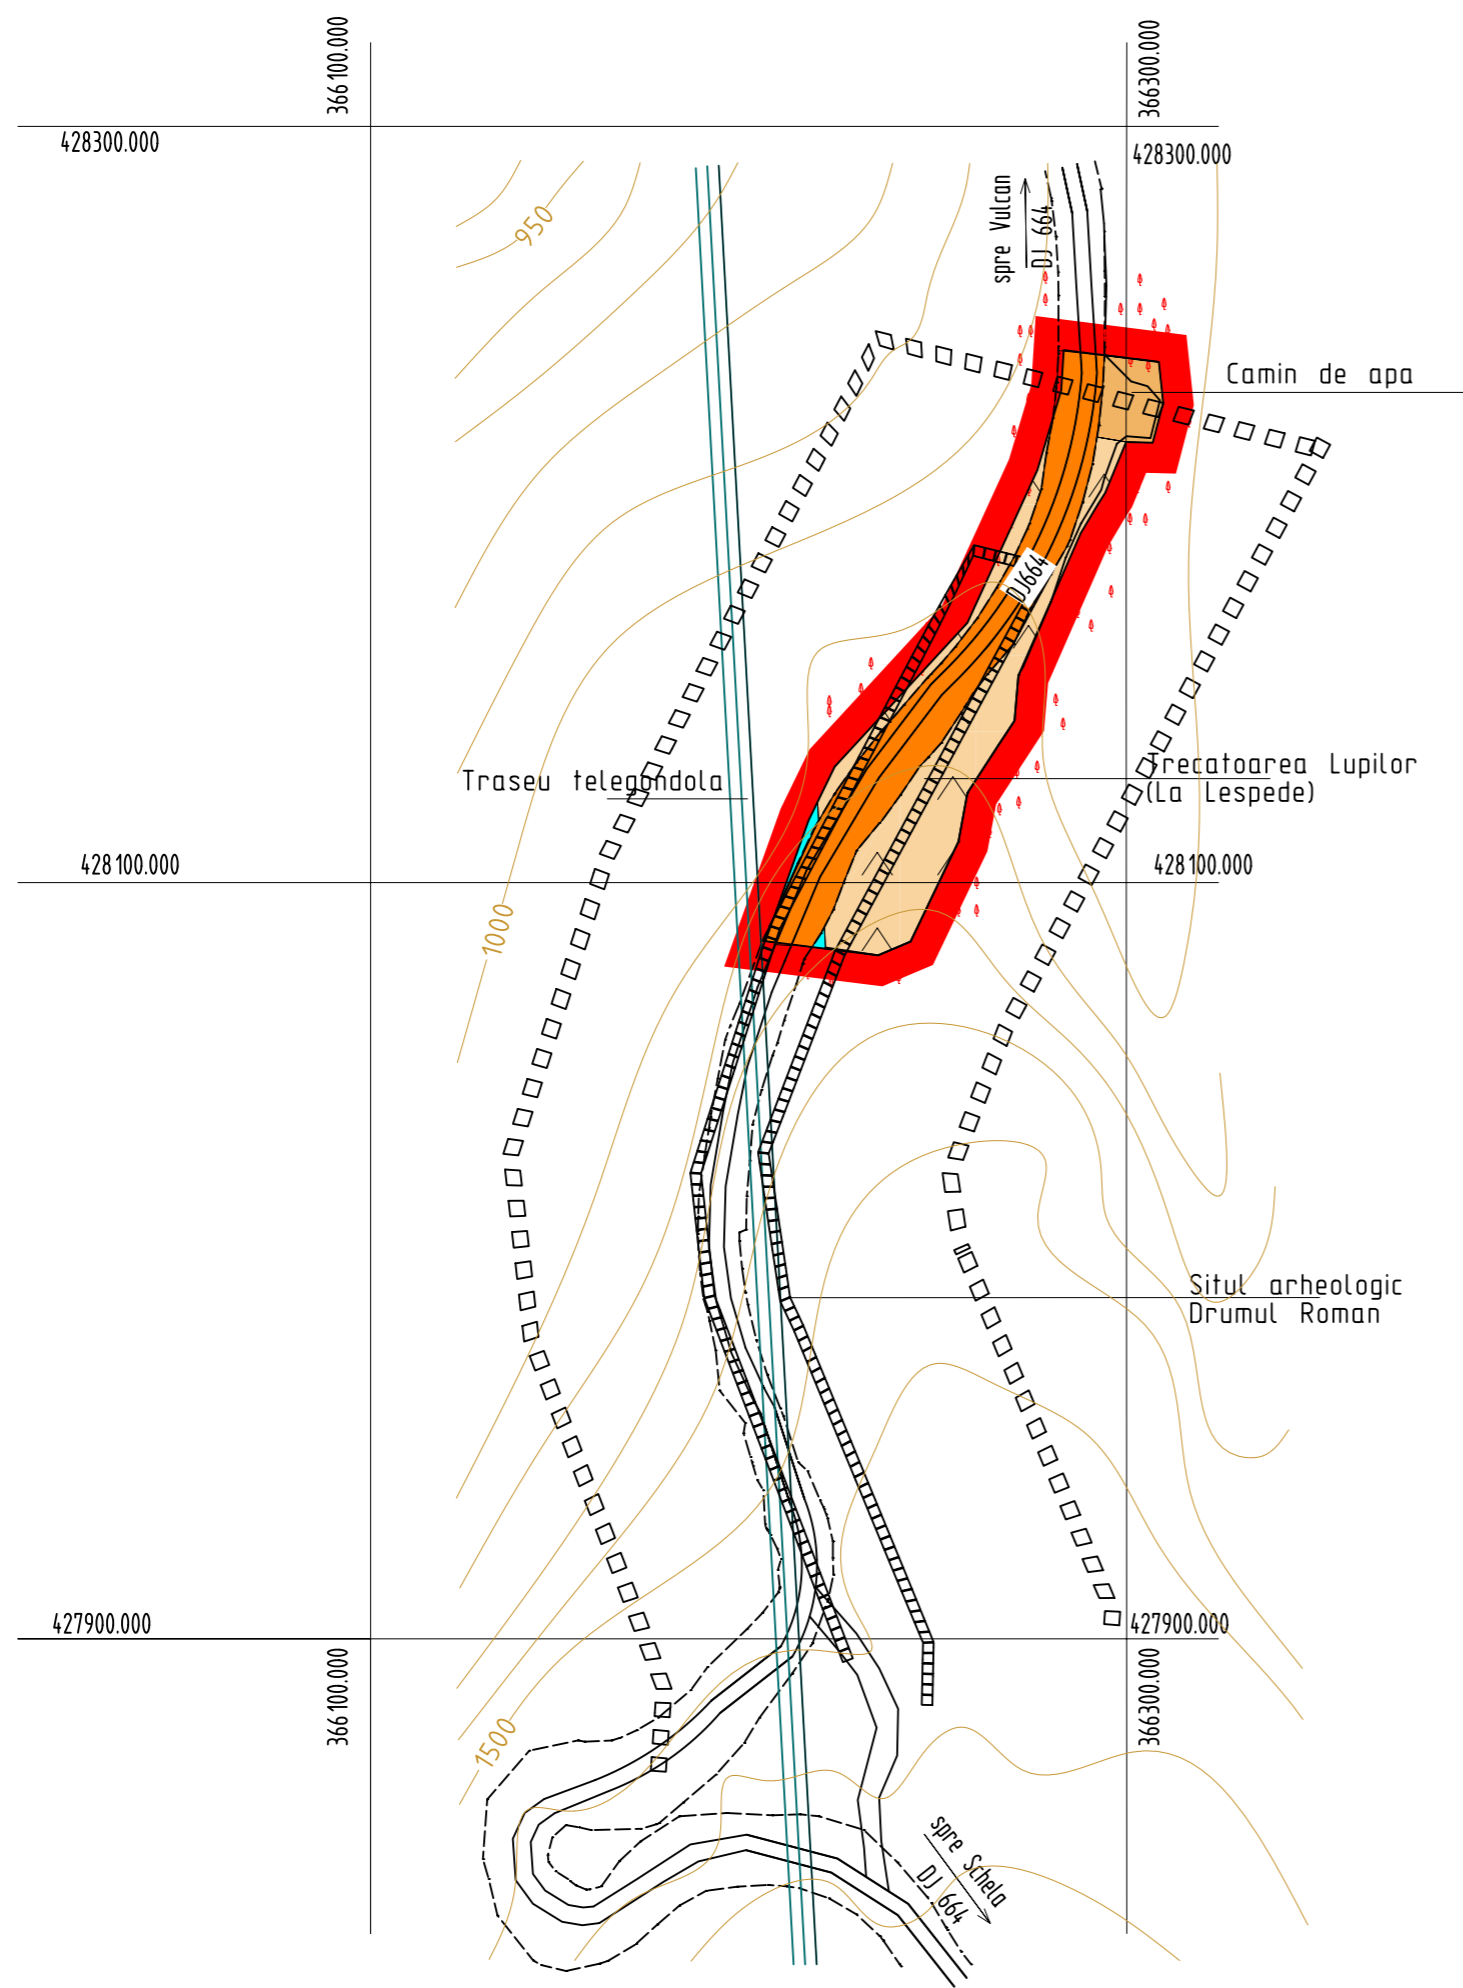 366100.000
366300.000
428300.000
428300.000
950
spre Vulcan
DJ 664
Camin de apa
DJ664
Traseu telegondola
Trecatoarea Lupilor
(La Lespede)
428100.000
428100.000
1000
Situl arheologic
Drumul Roman
427900.000
427900.000
366100.000
366300.000
1500
spre Schela
DJ 664